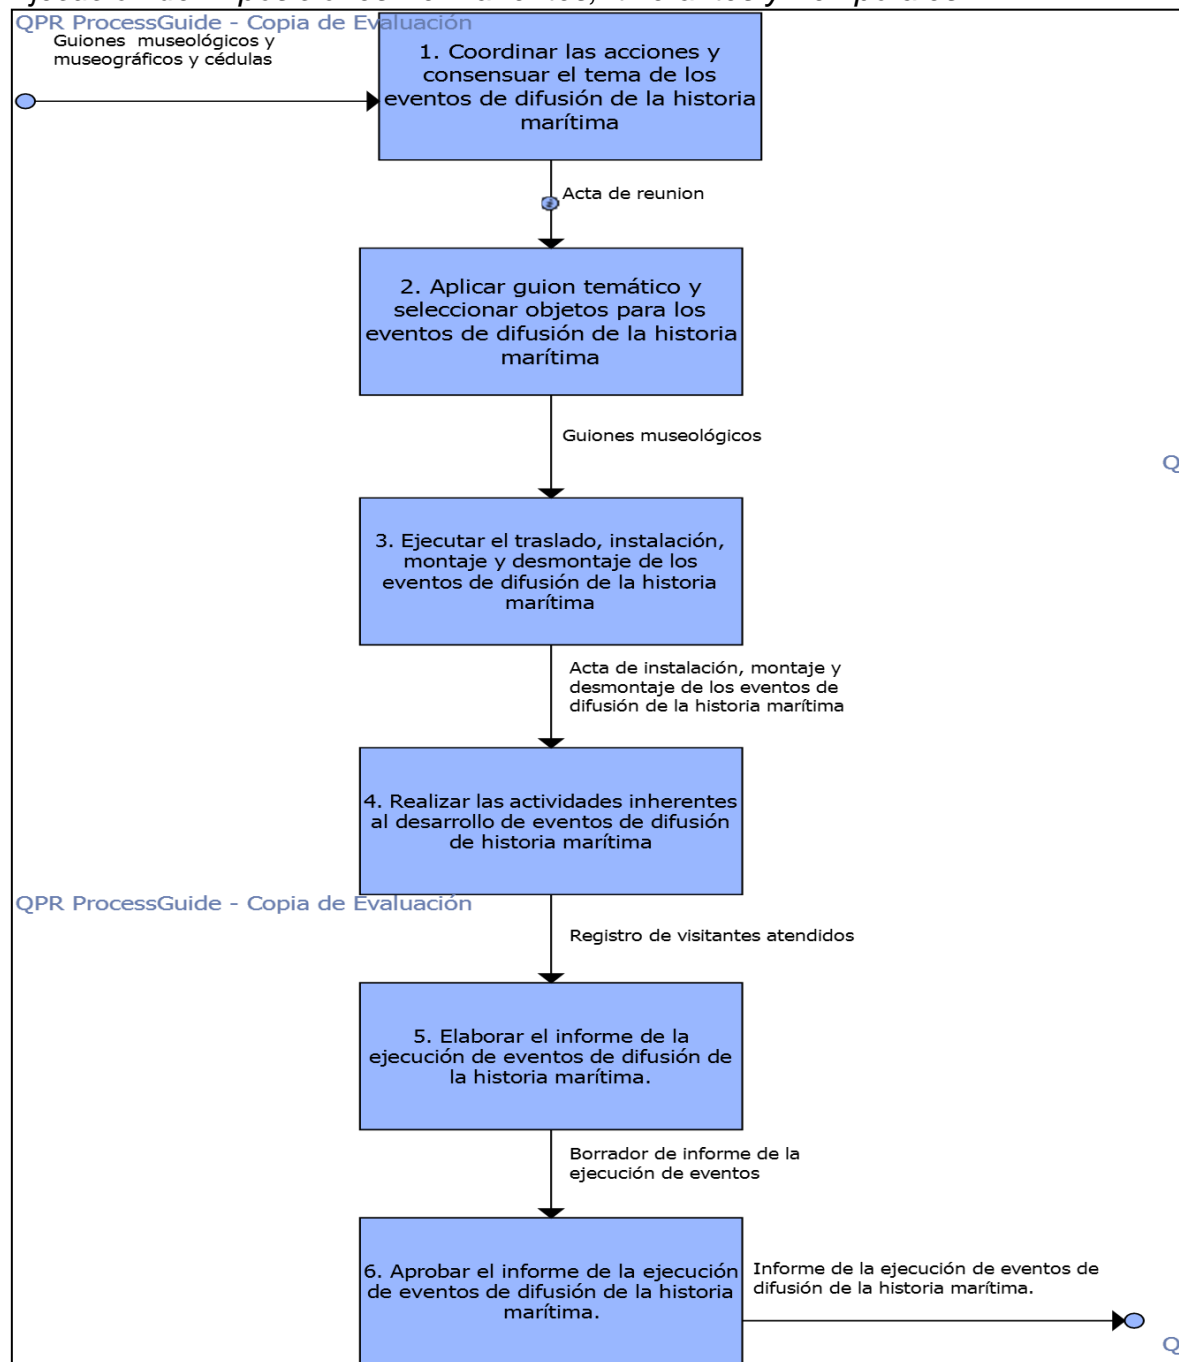 QPR ProcessGuide - Copia de Evaluación
Guiones museológicos y
museográficos y cédulas
1. Coordinar las acciones y
consensuar el tema de los
eventos de difusión de la historia
marítima
Acta de reunion
2. Aplicar guion temático y
seleccionar objetos para los
eventos de difusión de la historia
marítima
Guiones museológicos
Q
3. Ejecutar el traslado, instalación,
montaje y desmontaje de los
eventos de difusión de la historia
marítima
Acta de instalación, montaje y
desmontaje de los eventos de
difusión de la historia marítima
4. Realizar las actividades inherentes
al desarrollo de eventos de difusión
de historia marítima
QPR ProcessGuide - Copia de Evaluación
Registro de visitantes atendidos
5. Elaborar el informe de la
ejecución de eventos de difusión de
la historia marítima.
Borrador de informe de la
ejecución de eventos
6. Aprobar el informe de la ejecución
de eventos de difusión de la historia
marítima.
Informe de la ejecución de eventos de
difusión de la historia marítima.
Q